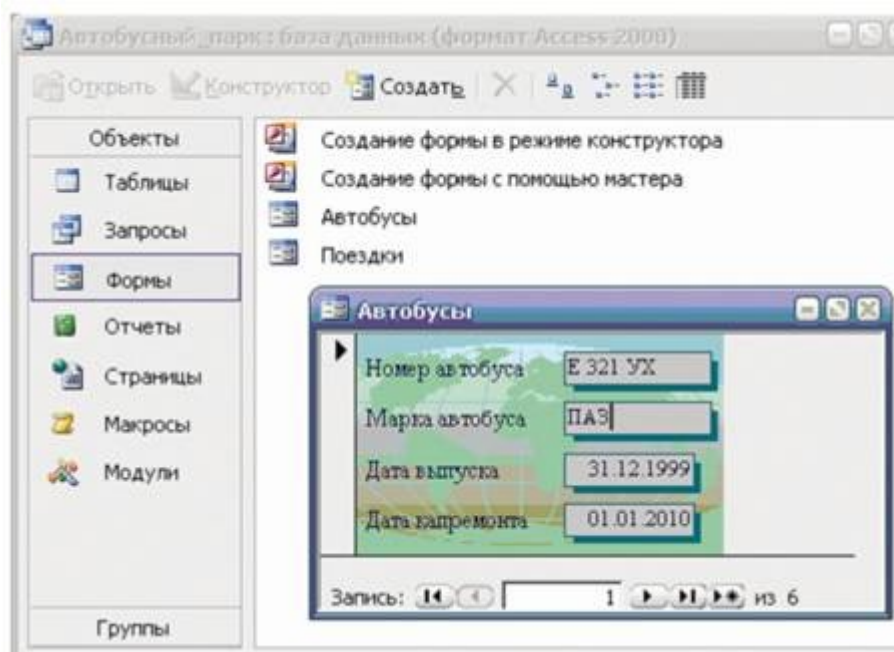 Автобусный_парк : база данных (формат Access 2000)
Открыть Конструктор Создать
Объекты
Таблицы
Запросы
Формы
Отчеты
Страницы
Макросы
Модули
Группы
Создание формы в режиме конструктора
Создание формы с помощью мастера
Автобусы
Поездки
Автобусы
Номер автобуса Е 321 УХ
Марка автобуса ПАЗ
Дата выпуска 31.12.1999
Дата капремонта 01.01.2010
Запись: 1 из 6